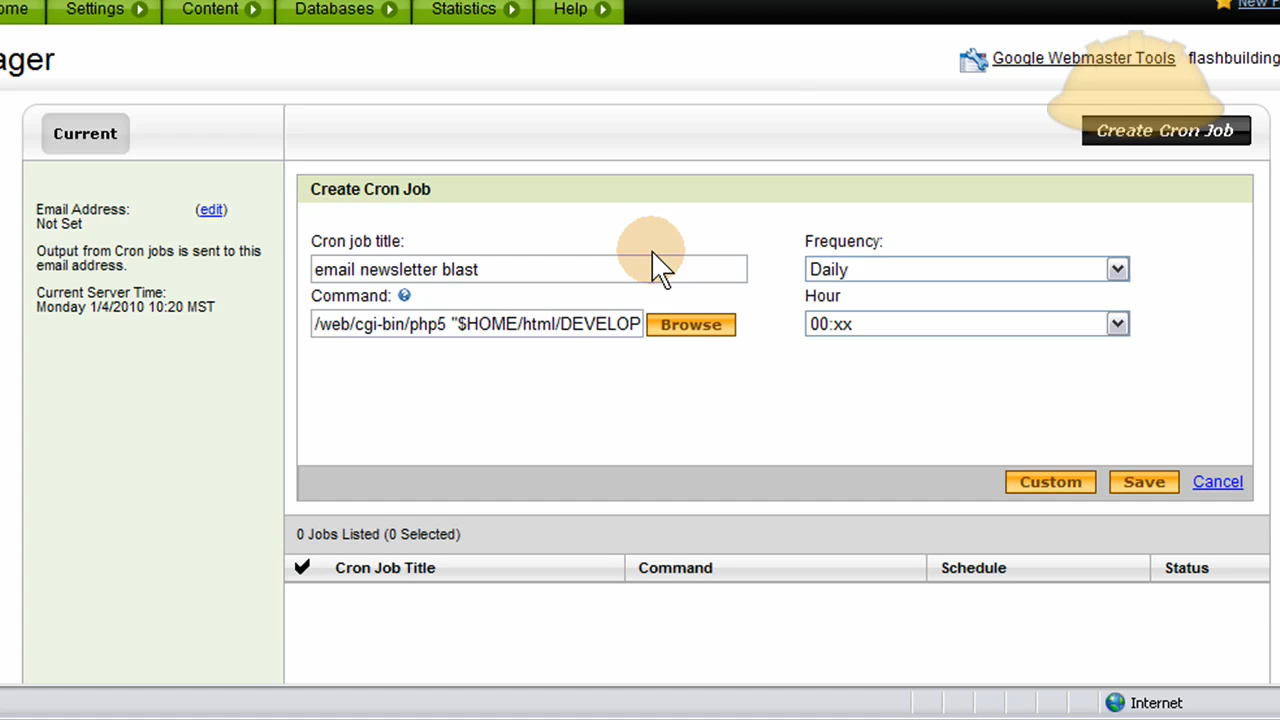 ome Settings Content Databases Statistics Help
New
ager
Google Webmaster Tools flashbuilding
Current
Create Cron Job
Email Address: (edit)
Not Set
Output from Cron jobs is sent to this
email address.
Current Server Time:
Monday 1/4/2010 10:20 MST
Create Cron Job
Cron job title:
email newsletter blast
Command:
/web/cgi-bin/php5 "$HOME/html/DEVELOP
Browse
Frequency:
Daily
Hour
00:xx
Custom Save Cancel
0 Jobs Listed (0 Selected)
Cron Job Title Command Schedule Status
Internet